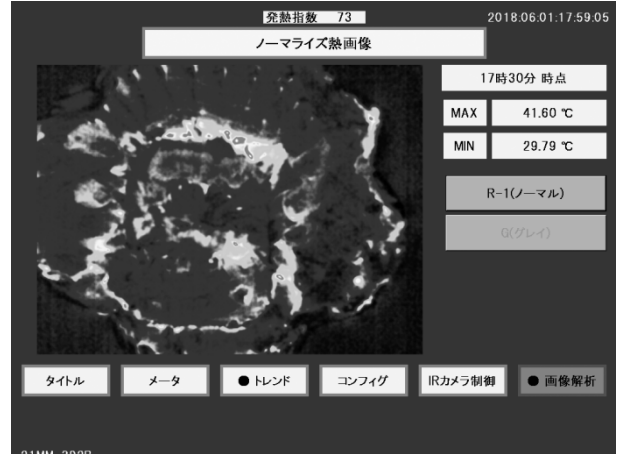 発熱指数 73
2018.06.01:17.59.05
ノーマライズ熱画像
17時30分 時点
MAX 41.60 ℃
MIN 29.79 ℃
R-1(ノーマル)
G(グレイ)
タイトル メータ ● トレンド コンフィグ IRカメラ制御 ● 画像解析